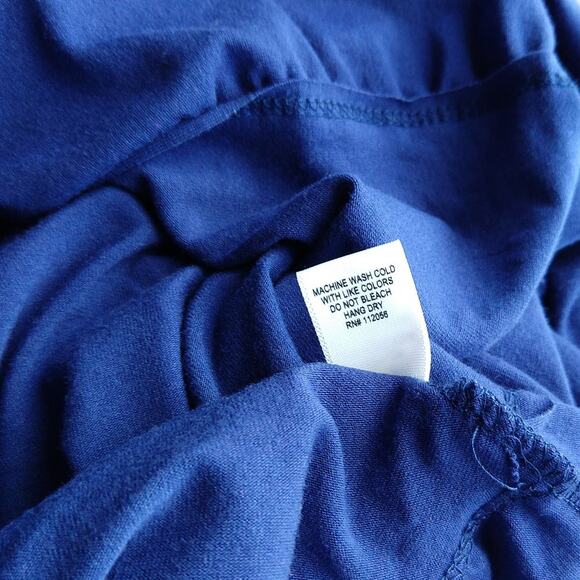 MACHINE WASH COLD
WITH LIKE COLORS
DO NOT BLEACH
HANG DRY
RN# 112056